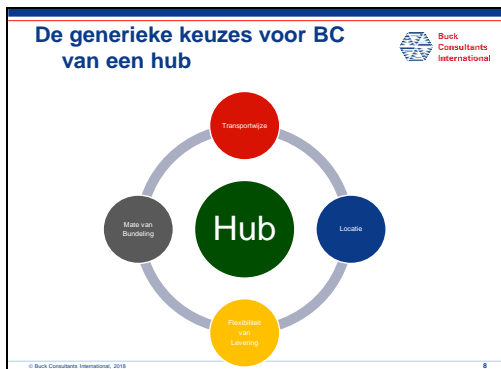 De generieke keuzes voor BC
van een hub
Buck
Consultants
International
Transportwijze
Mate van
Bundeling
Hub
Locatie
Flexibiliteit
van
Levering
© Buck Consultants International, 2018
8